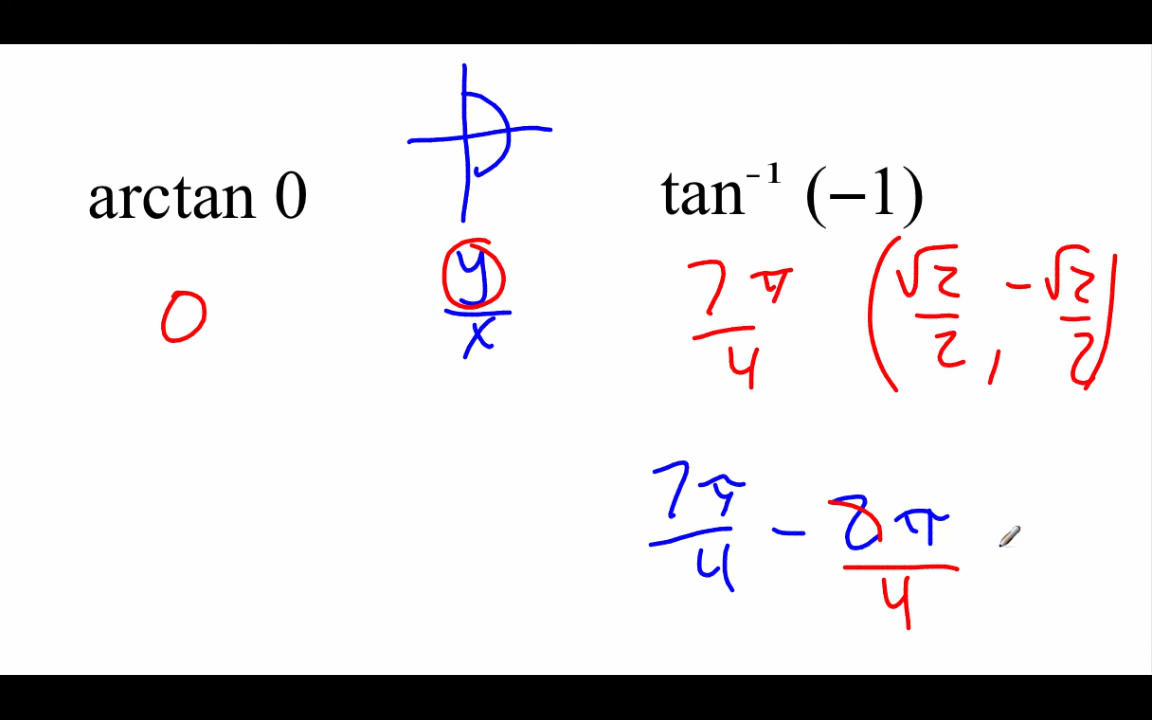 arctan 0
0
y/x
tan⁻¹ (−1)
7π/4 (√2/2, −√2/2)
7π/4 − 8π/4